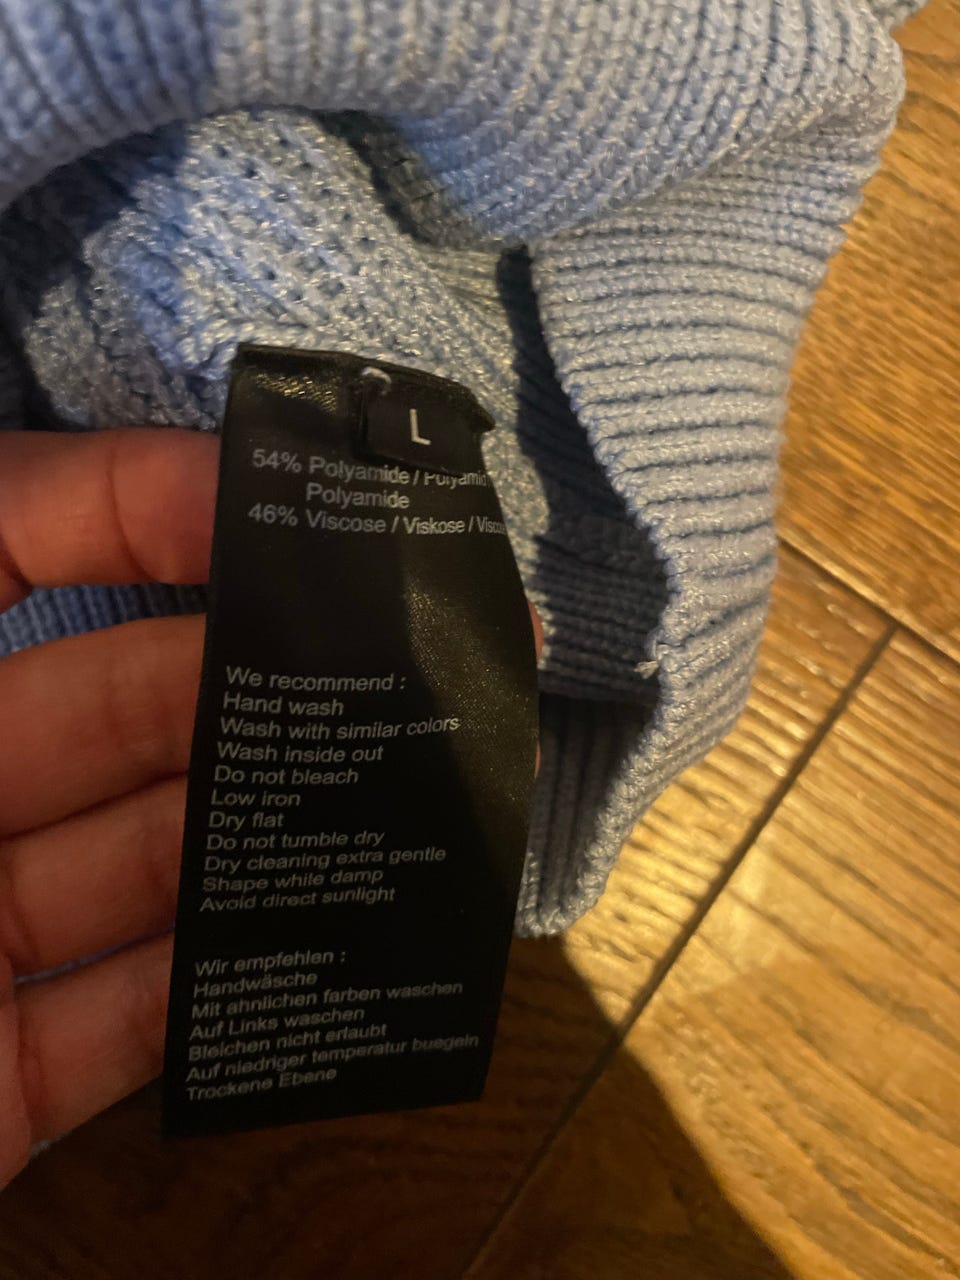 L
54% Polyamide / Polyamid
Polyamide
46% Viscose / Viskose /
We recommend :
Hand wash
Wash with similar colors
Wash inside out
Do not bleach
Low iron
Dry flat
Do not tumble dry
Dry cleaning extra gentle
Shape while damp
Avoid direct sunlight
Wir empfehlen :
Handwäsche
Mit ahnlichen farben waschen
Auf Links waschen
Bleichen nicht erlaubt
Auf niedriger temperatur buegeln
Trockene Ebene